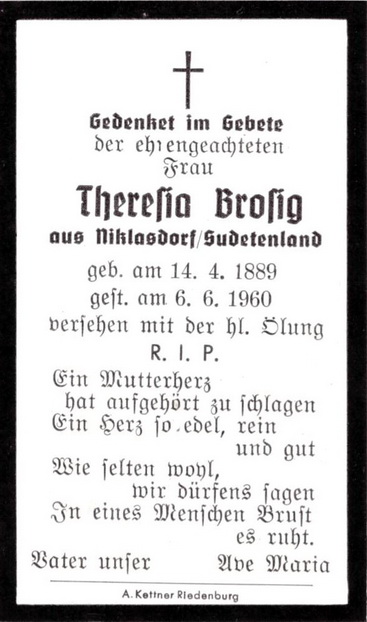 Gedenket im Gebete
der ehrengeachteten
Frau
Theresia Brosig
aus Niklasdorf/Sudetenland
geb. am 14. 4. 1889
gest. am 6. 6. 1960
versehen mit der hl. Ölung
R. I. P.
Ein Mutterherz
hat aufgehört zu schlagen
Ein Herz so edel, rein
und gut
Wie selten wohl,
wir dürfens sagen
In eines Menschen Brust
es ruht.
Vater unser Ave Maria
A. Kettner Riedenburg